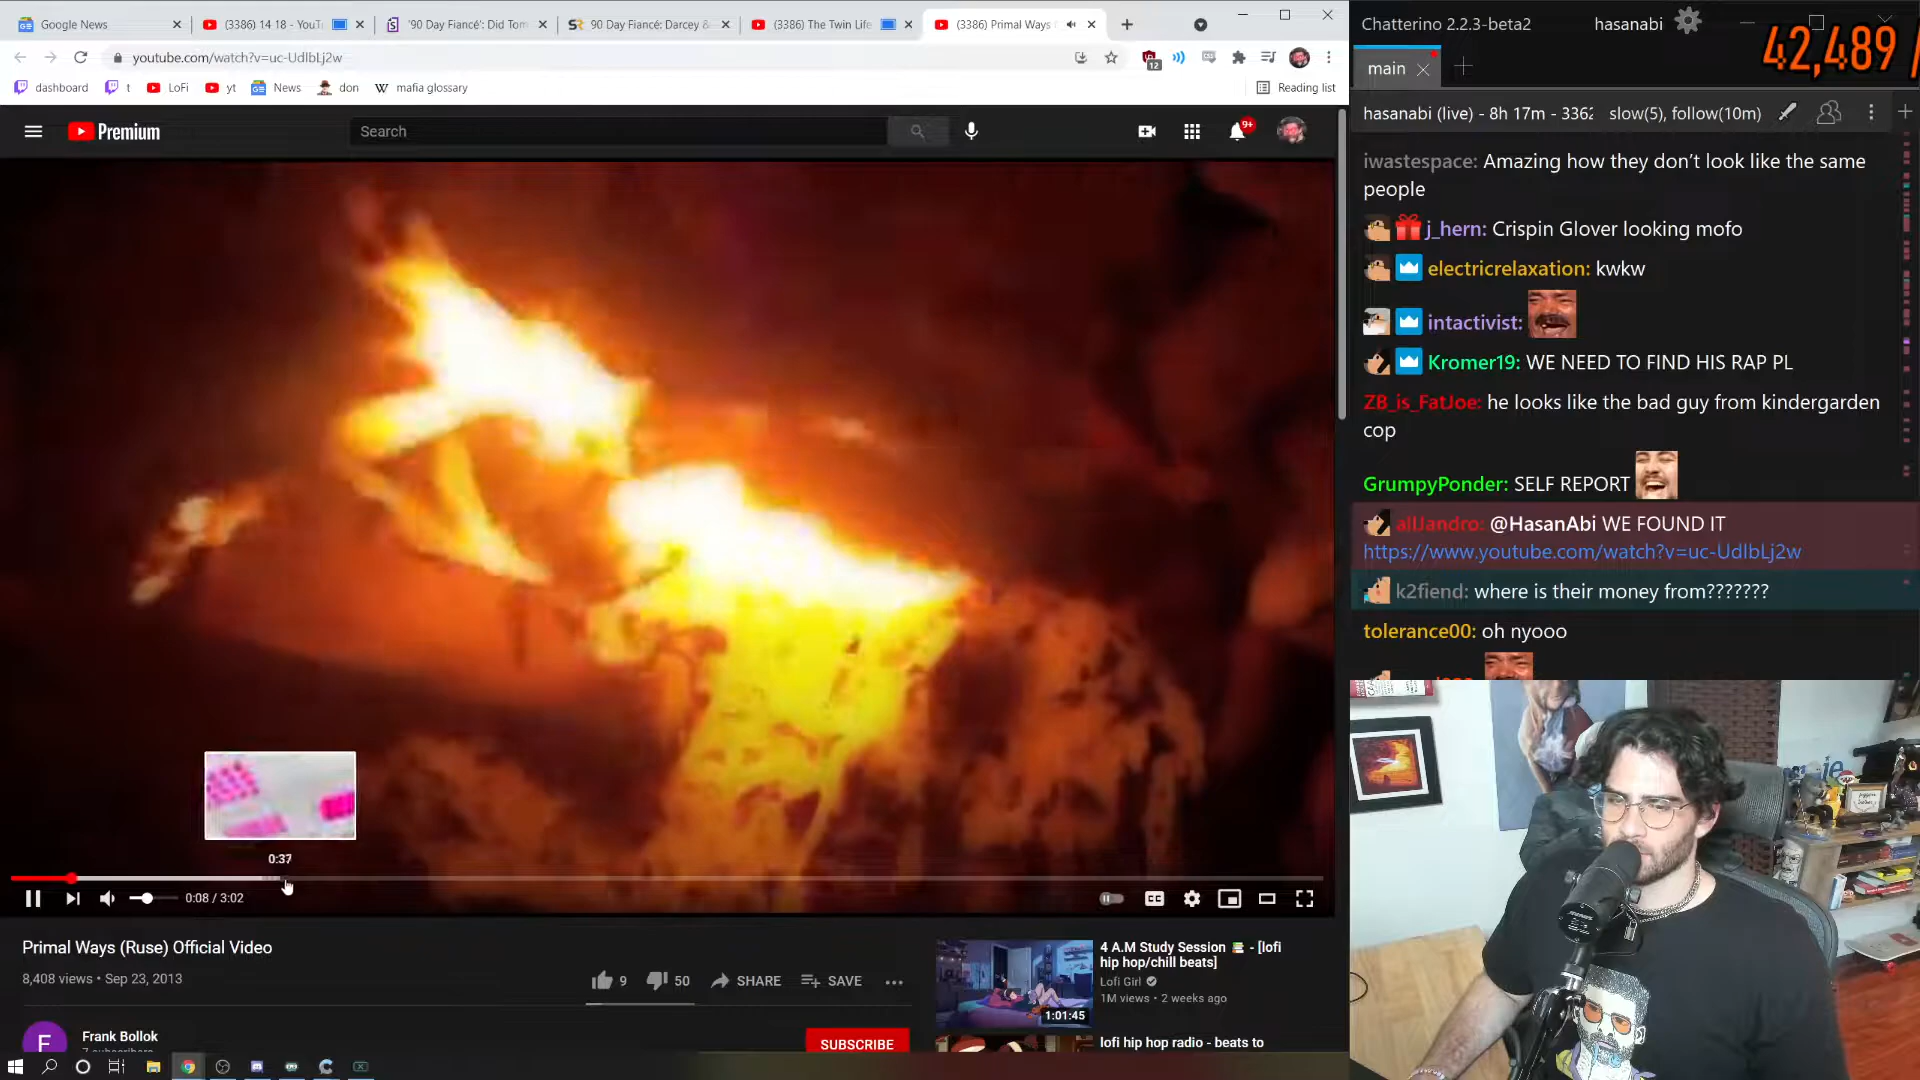 Google News
(3386) 14 18 - YouT
'90 Day Fiancé': Did Tom
90 Day Fiancé: Darcey &
(3386) The Twin Life
(3386) Primal Ways
youtube.com/watch?v=uc-UdIbLj2w
12
dashboard
t
LoFi
yt
News
don
mafia glossary
Reading list
Premium
Search
9+
0:37
0:08 / 3:02
Primal Ways (Ruse) Official Video
8,408 views • Sep 23, 2013
9
50
SHARE
SAVE
F
Frank Bollok
SUBSCRIBE
4 A.M Study Session 📚 - [lofi
hip hop/chill beats]
Lofi Girl
1M views • 2 weeks ago
1:01:45
lofi hip hop radio - beats to
Chatterino 2.2.3-beta2
hasanabi
42,489 /
main
hasanabi (live) - 8h 17m - 336
slow(5), follow(10m)
iwastespace: Amazing how they don't look like the same
people
j_hern: Crispin Glover looking mofo
electricrelaxation: kwkw
intactivist:
Kromer19: WE NEED TO FIND HIS RAP PL
ZB_is_FatJoe: he looks like the bad guy from kindergarden
cop
GrumpyPonder: SELF REPORT
allJandro: @HasanAbi WE FOUND IT
https://www.youtube.com/watch?v=uc-UdIbLj2w
k2fiend: where is their money from???????
tolerance00: oh nyooo